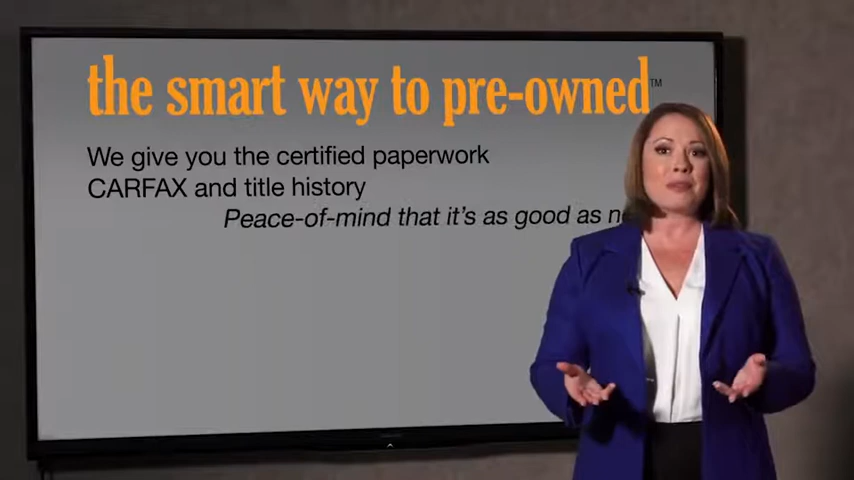 the smart way to pre-owned™
We give you the certified paperwork
CARFAX and title history
Peace-of-mind that it's as good as